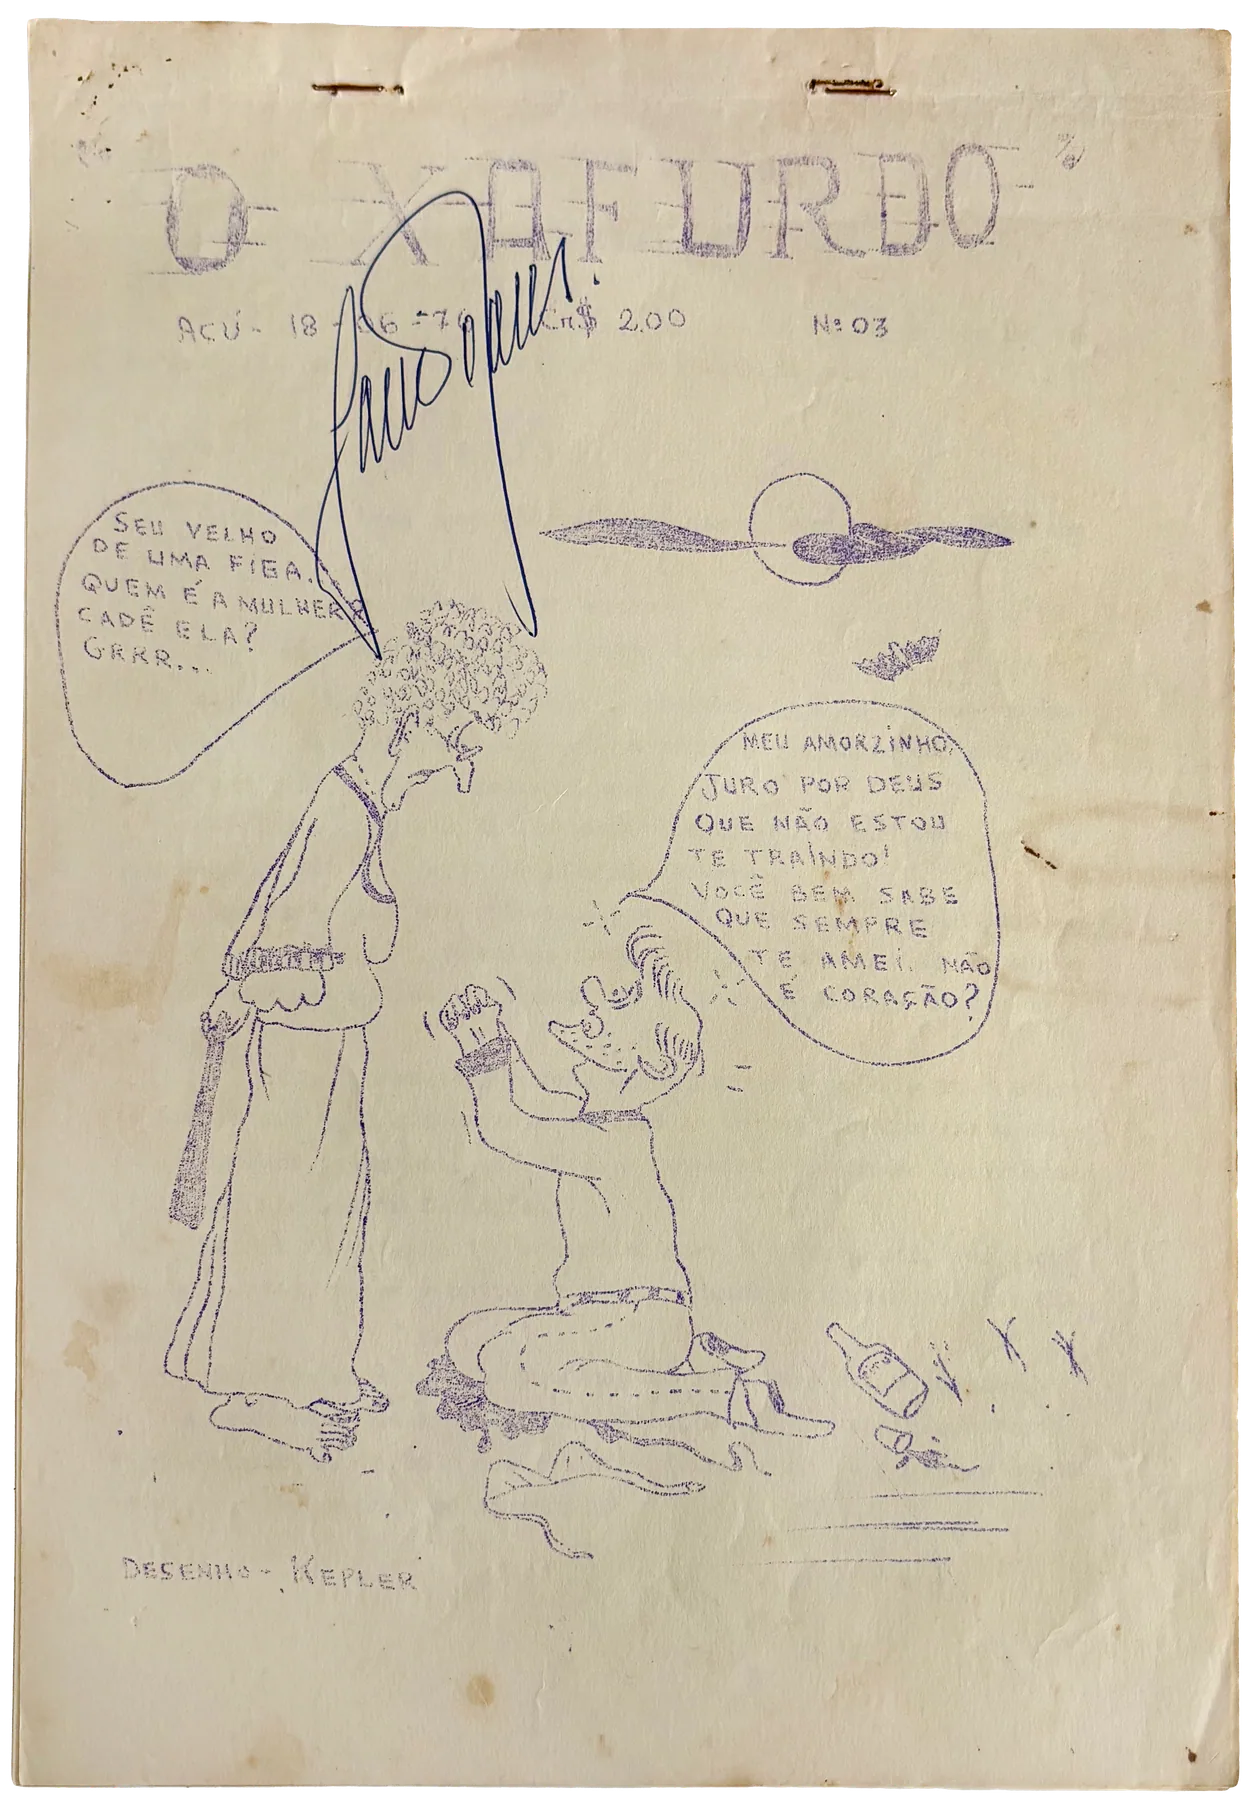 O XAFURDO
AÇÚ - 18 - 06 - 76 CR$ 2.00 Nº 03
SEU VELHO
DE UMA FIGA.
QUEM É A MULHER?
CADÊ ELA?
GRRR...
MEU AMORZINHO,
JURO POR DEUS
QUE NÃO ESTOU
TE TRAÍNDO!
VOCÊ BEM SABE
QUE SEMPRE
TE AMEI. NÃO
É CORAÇÃO?
DESENHO - KEPLER